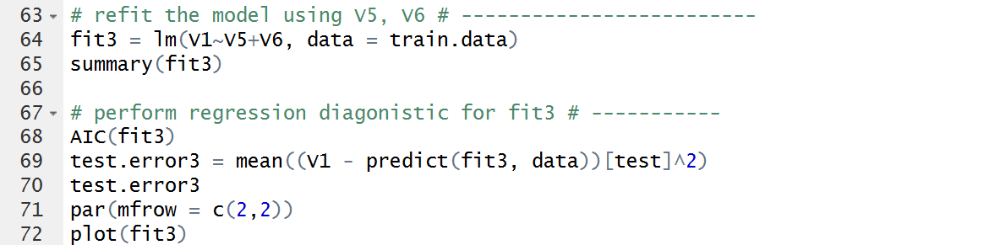 63 # refit the model using V5, V6 # -------------------------
64 fit3 = lm(V1~V5+V6, data = train.data)
65 summary(fit3)
66
67 # perform regression diagonistic for fit3 # -----------
68 AIC(fit3)
69 test.error3 = mean((V1 - predict(fit3, data))[test]^2)
70 test.error3
71 par(mfrow = c(2,2))
72 plot(fit3)